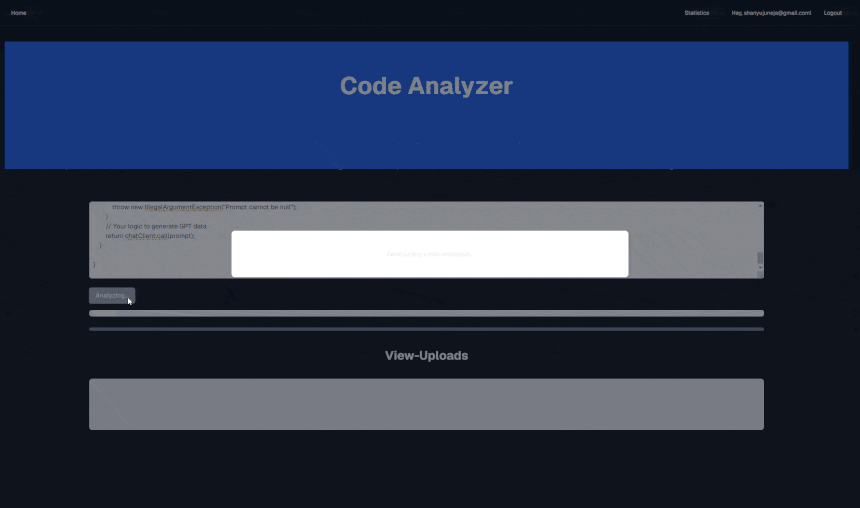 Home
Statistics
Hey, shanyujuneja@gmail.com!
Logout
Code Analyzer
throw new IllegalArgumentException("Prompt cannot be null");
}
// Your logic to generate GPT data
return chatClient.call(prompt);
}
}
Analyzing...
View-Uploads